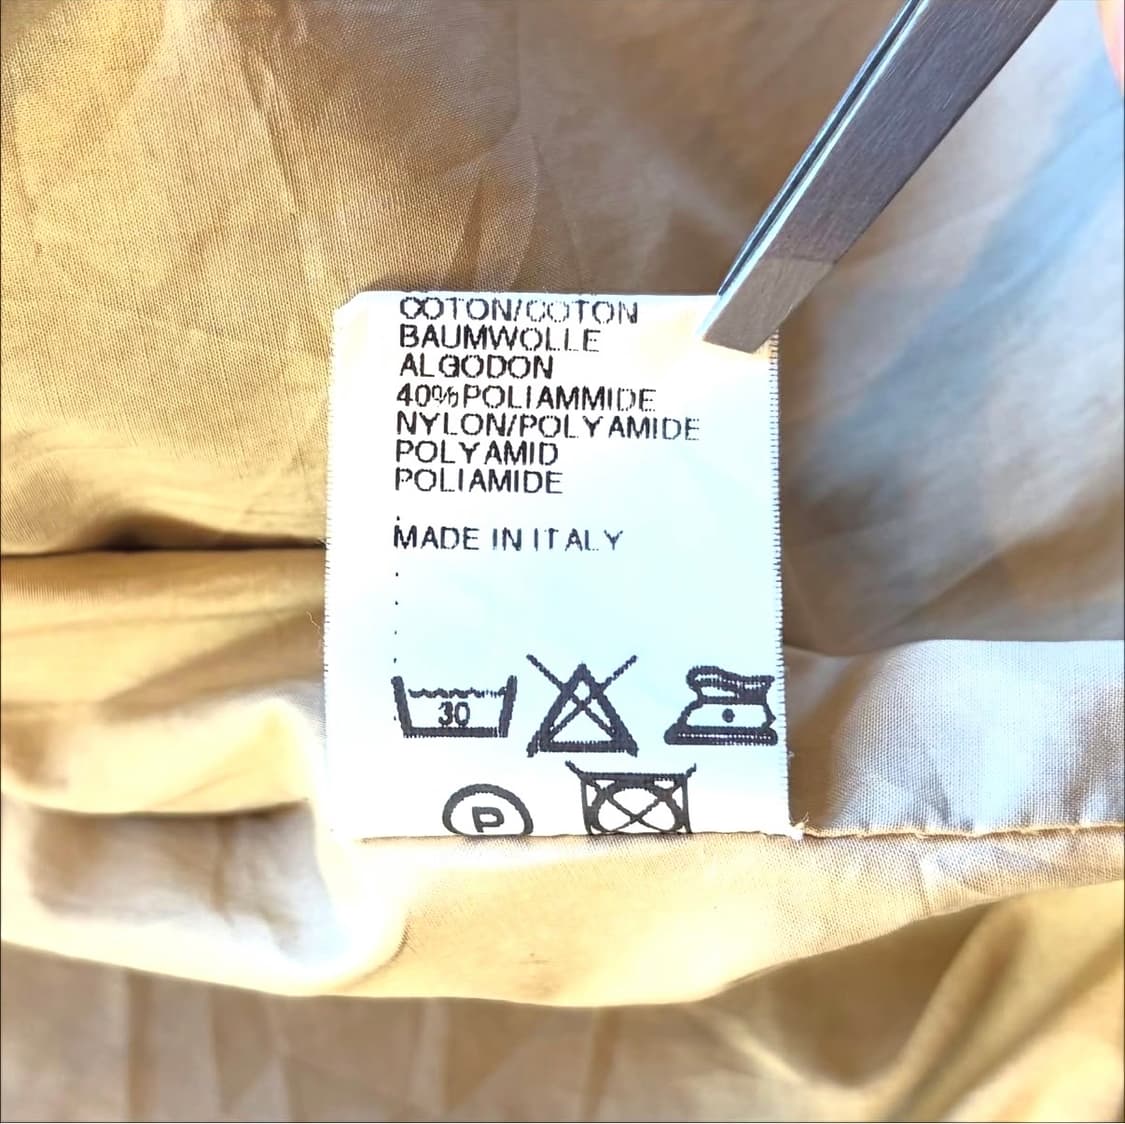 COTON/COTON
BAUMWOLLE
ALGODON
40%POLIAMMIDE
NYLON/POLYAMIDE
POLYAMID
POLIAMIDE
MADE IN ITALY
30
P